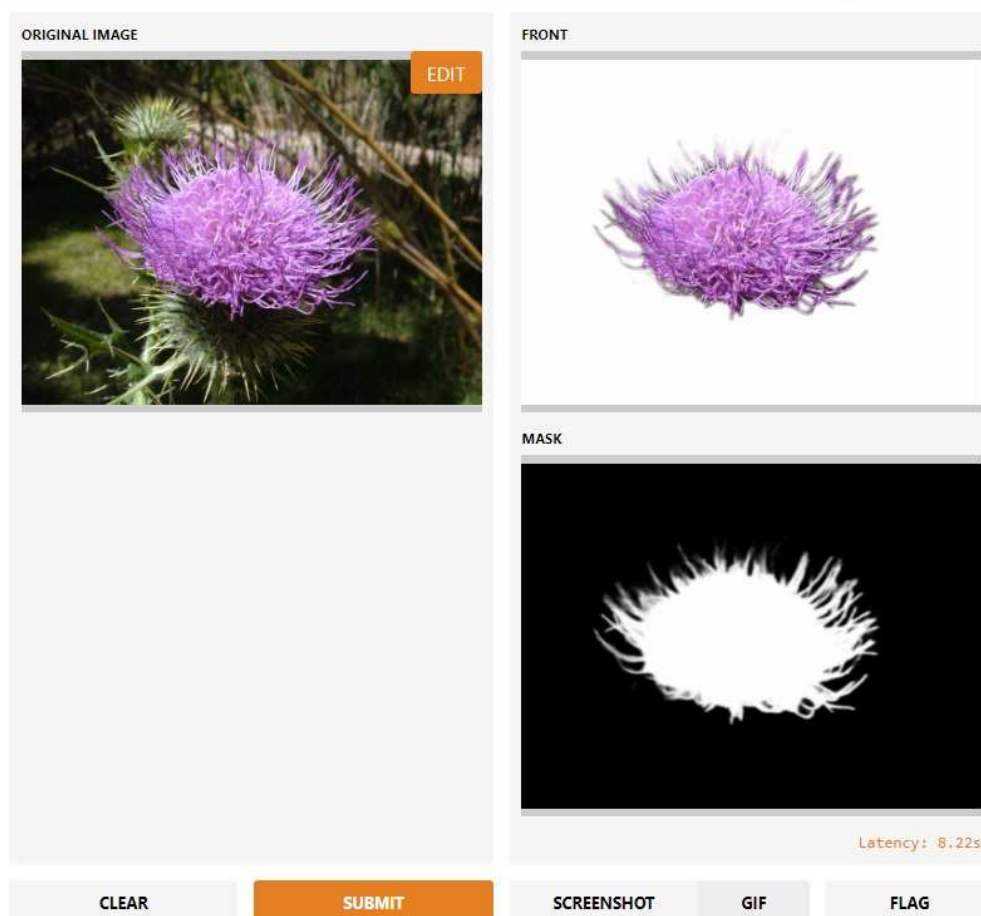 ORIGINAL IMAGE
EDIT
FRONT
MASK
Latency: 8.22s
CLEAR
SUBMIT
SCREENSHOT
GIF
FLAG